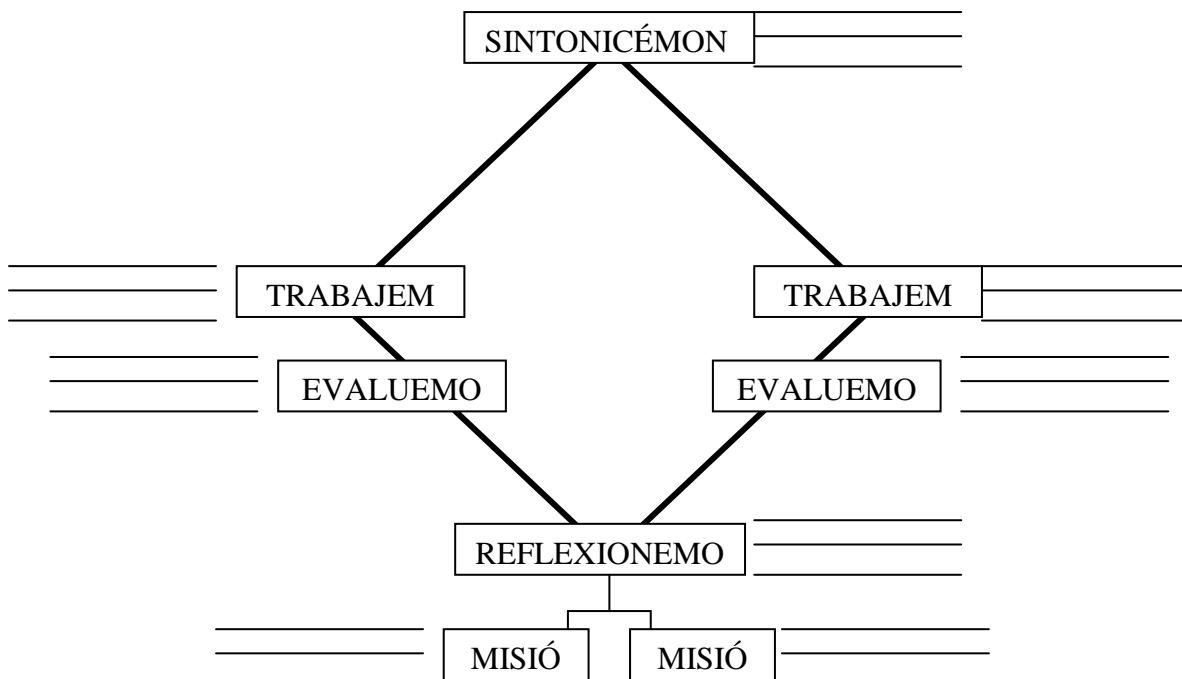 SINTONICÉMON
TRABAJEM
TRABAJEM
EVALUEMO
EVALUEMO
REFLEXIONEMO
MISIÓ
MISIÓ